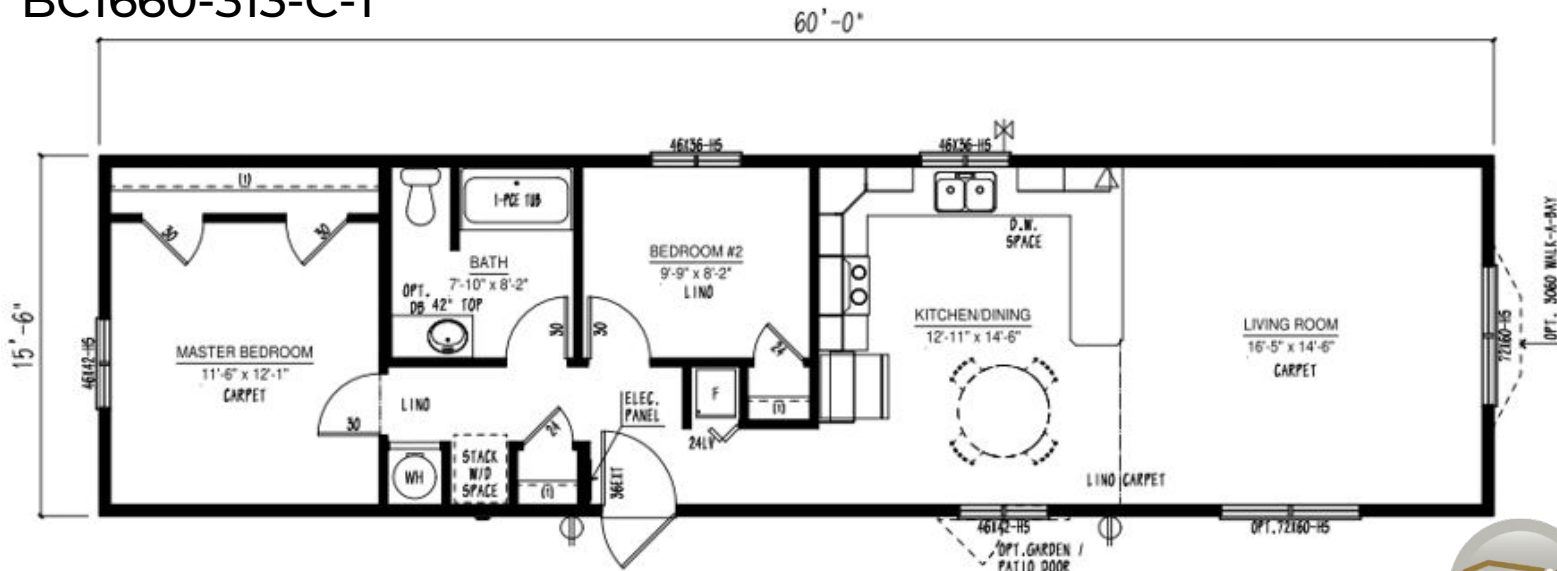 BC1660-313-C-1
60'-0"
15'-6"
46X36-H5
46X36-H5
(1)
30
30
1-PCE TUB
BATH
7'-10" x 8'-2"
OPT.
DB 42" TOP
30
BEDROOM #2
9'-9" x 8'-2"
LINO
30
24
(1)
D.W.
SPACE
KITCHEN/DINING
12'-11" x 14'-6"
LIVING ROOM
16'-5" x 14'-6"
CARPET
72X60-H5
OPT. 3060 WALK-A-BAY
46X42-H5
MASTER BEDROOM
11'-6" x 12'-1"
CARPET
30
LINO
WH
STACK
W/D
SPACE
24
(1)
ELEC.
PANEL
36EXT
F
24LV
LINO CARPET
46X42-H5
OPT.GARDEN /
PATIO DOOR
OPT.72X60-H5